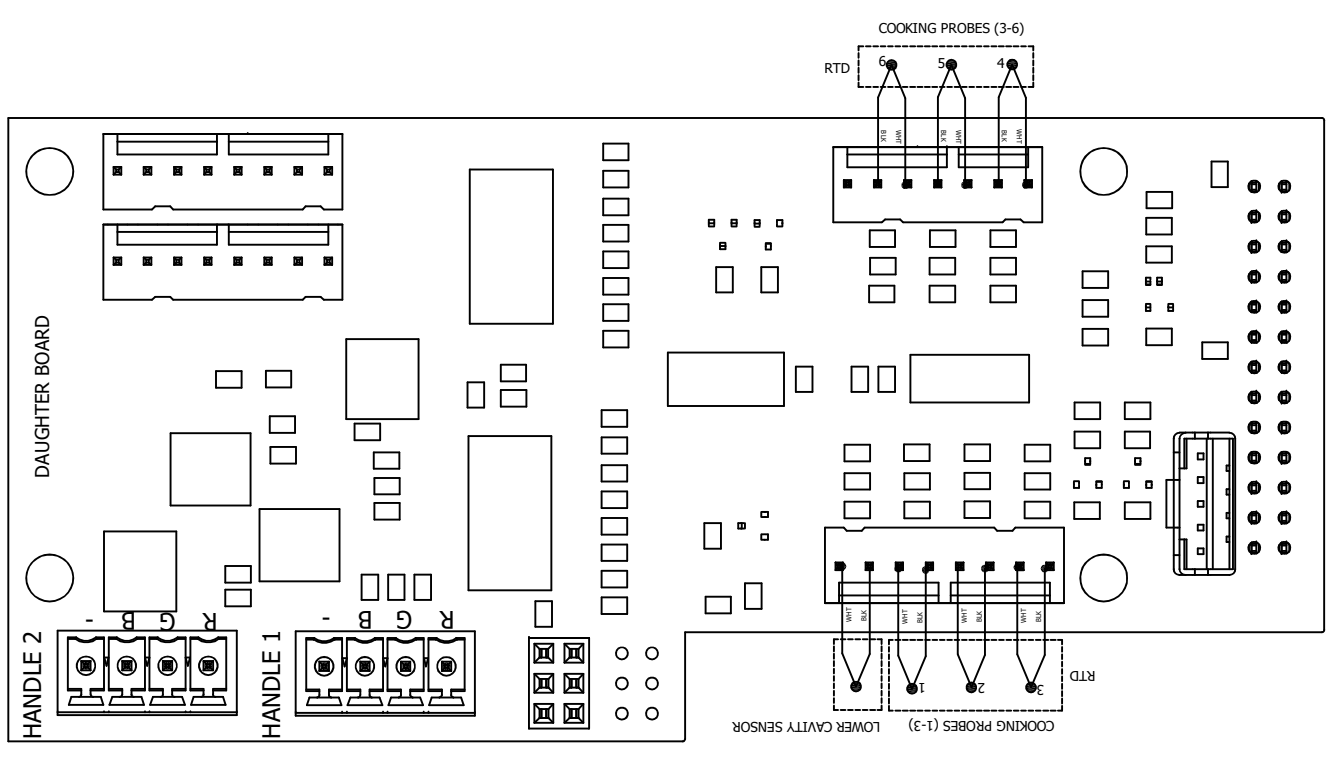 COOKING PROBES (3-6)
RTD
6 5 4
BLK WHT BLK WHT BLK WHT
DAUGHTER BOARD
HANDLE 2
- B G R
HANDLE 1
- B G R
WHT BLK WHT BLK WHT BLK WHT BLK
1 2 3
RTD
LOWER CAVITY SENSOR
COOKING PROBES (1-3)